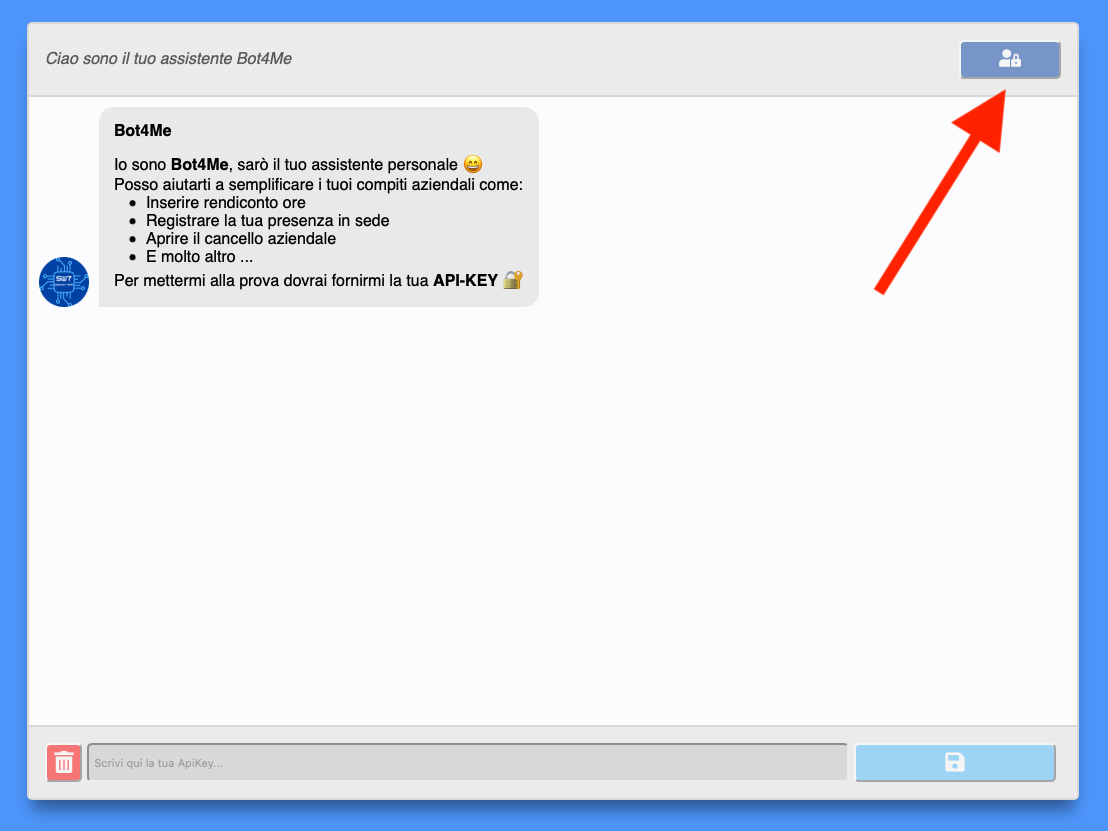 Ciao sono il tuo assistente Bot4Me
Bot4Me
Io sono Bot4Me, sarò il tuo assistente personale 😄
Posso aiutarti a semplificare i tuoi compiti aziendali come:
• Inserire rendiconto ore
• Registrare la tua presenza in sede
• Aprire il cancello aziendale
• E molto altro ...
Per mettermi alla prova dovrai fornirmi la tua API-KEY 🔐
Scrivi qui la tua ApiKey...